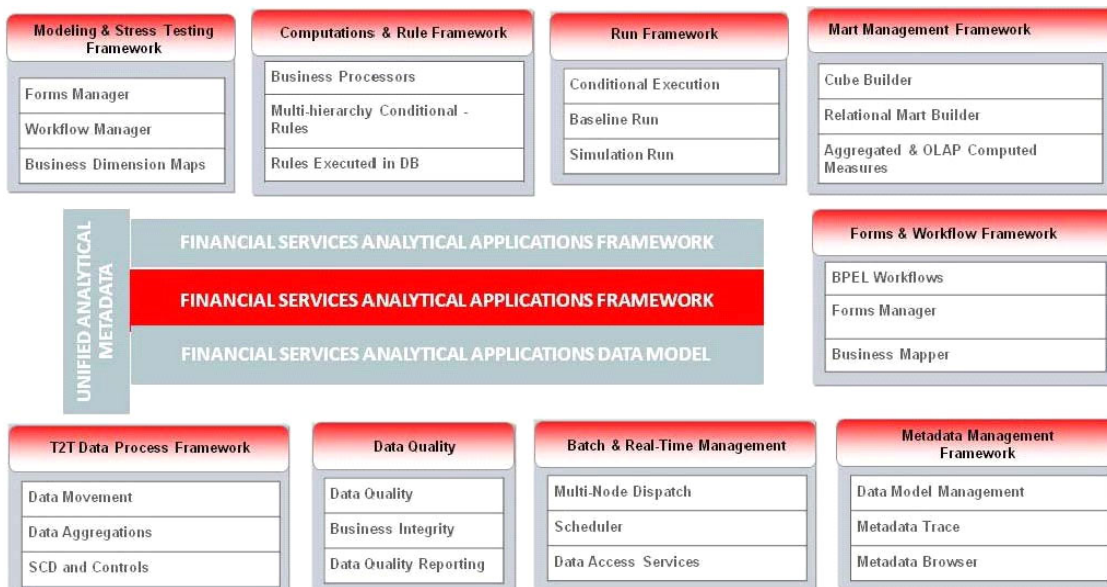 Modeling & Stress Testing
Framework
Forms Manager
Workflow Manager
Business Dimension Maps
Computations & Rule Framework
Business Processors
Multi-hierarchy Conditional -
Rules
Rules Executed in DB
Run Framework
Conditional Execution
Baseline Run
Simulation Run
Mart Management Framework
Cube Builder
Relational Mart Builder
Aggregated & OLAP Computed
Measures
UNIFIED ANALYTICAL
METADATA
FINANCIAL SERVICES ANALYTICAL APPLICATIONS FRAMEWORK
FINANCIAL SERVICES ANALYTICAL APPLICATIONS FRAMEWORK
FINANCIAL SERVICES ANALYTICAL APPLICATIONS DATA MODEL
Forms & Workflow Framework
BPEL Workflows
Forms Manager
Business Mapper
T2T Data Process Framework
Data Movement
Data Aggregations
SCD and Controls
Data Quality
Data Quality
Business Integrity
Data Quality Reporting
Batch & Real-Time Management
Multi-Node Dispatch
Scheduler
Data Access Services
Metadata Management
Framework
Data Model Management
Metadata Trace
Metadata Browser